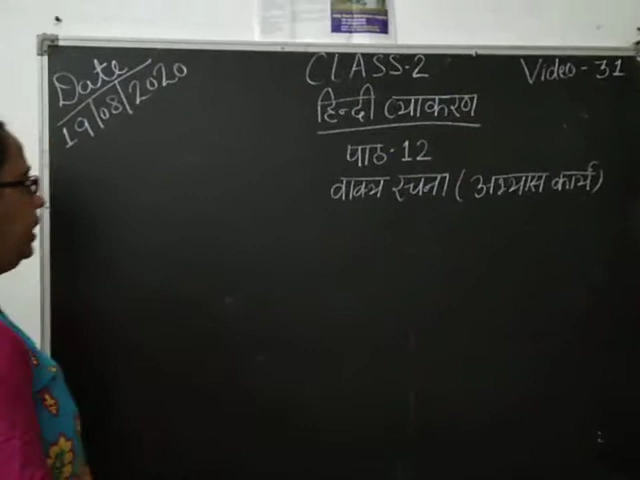 Date
19/08/2020
CLASS-2
Video - 31
हिन्दी व्याकरण
पाठ-12
वाक्य रचना (अभ्यास कार्य)